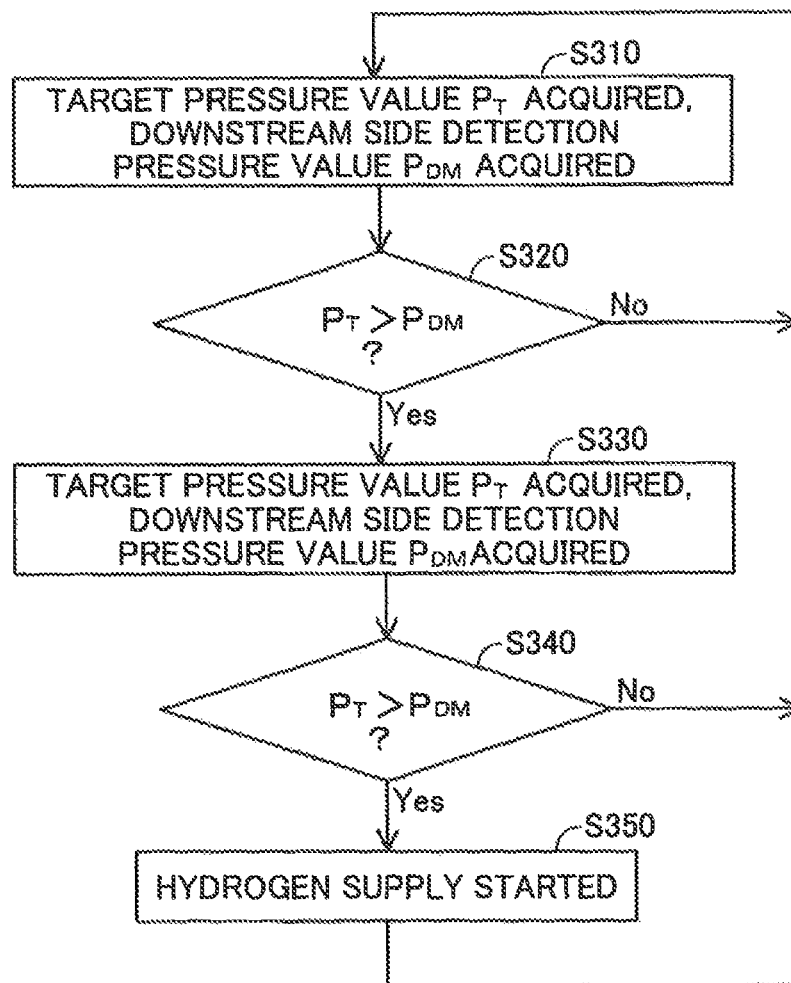 S310
TARGET PRESSURE VALUE PT ACQUIRED,
DOWNSTREAM SIDE DETECTION
PRESSURE VALUE PDM ACQUIRED
S320
PT > PDM
?
No
Yes
S330
TARGET PRESSURE VALUE PT ACQUIRED,
DOWNSTREAM SIDE DETECTION
PRESSURE VALUE PDM ACQUIRED
S340
PT > PDM
?
No
Yes
S350
HYDROGEN SUPPLY STARTED